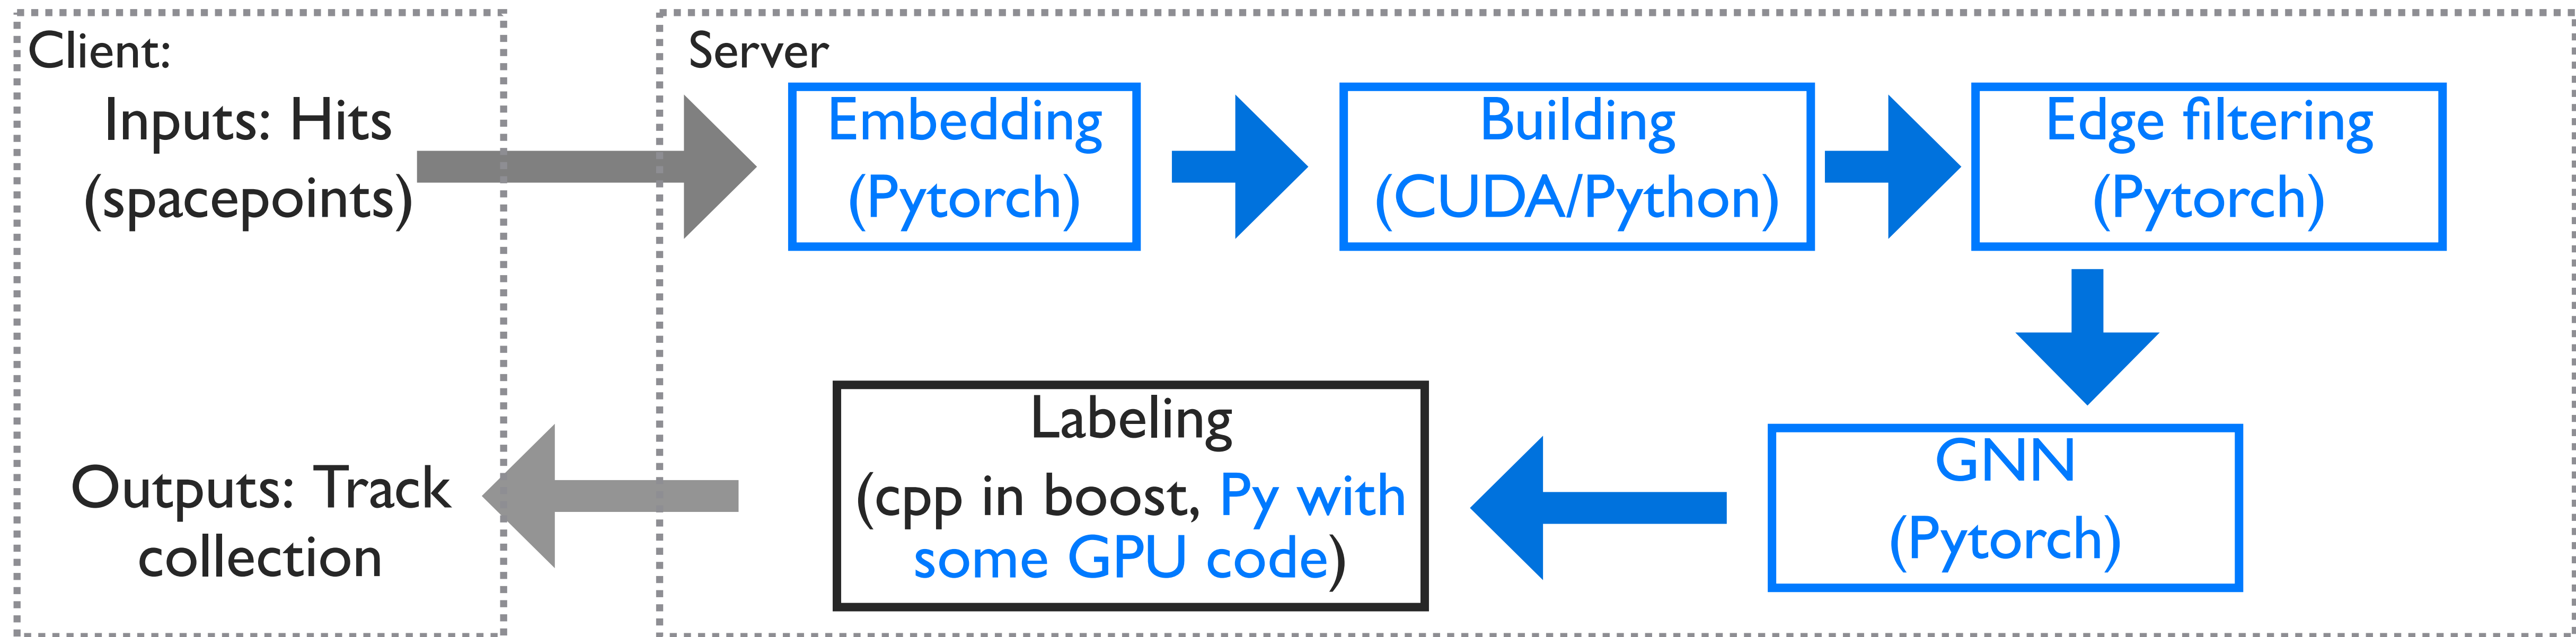 Client:
Inputs: Hits
(spacepoints)
Server
Embedding
(Pytorch)
Building
(CUDA/Python)
Edge filtering
(Pytorch)
GNN
(Pytorch)
Labeling
(cpp in boost, Py with
some GPU code)
Outputs: Track
collection